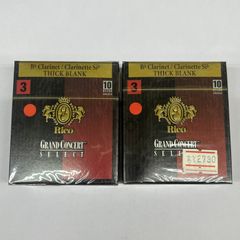 B♭ Clarinet / Clarinette Si♭
THICK BLANK
3
10
Rico
GRAND CONCERT
SELECT
B♭ Clarinet / Clarinette Si♭
THICK BLANK
3
10
Rico
GRAND CONCERT
SELECT